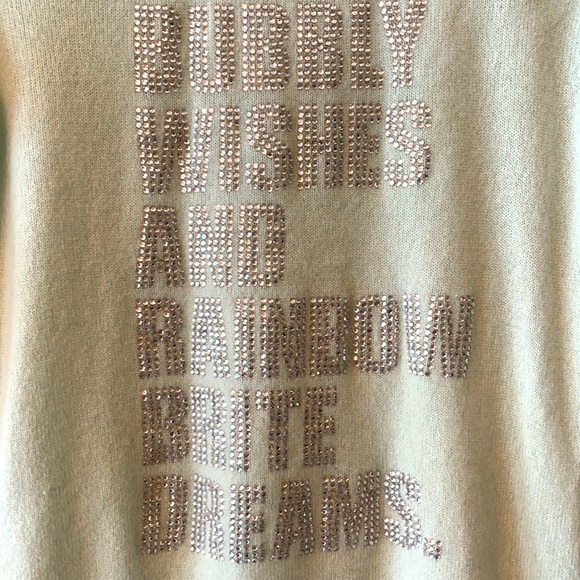 BUBBLY
WISHES
AND
RAINBOW
BRITE
DREAMS.